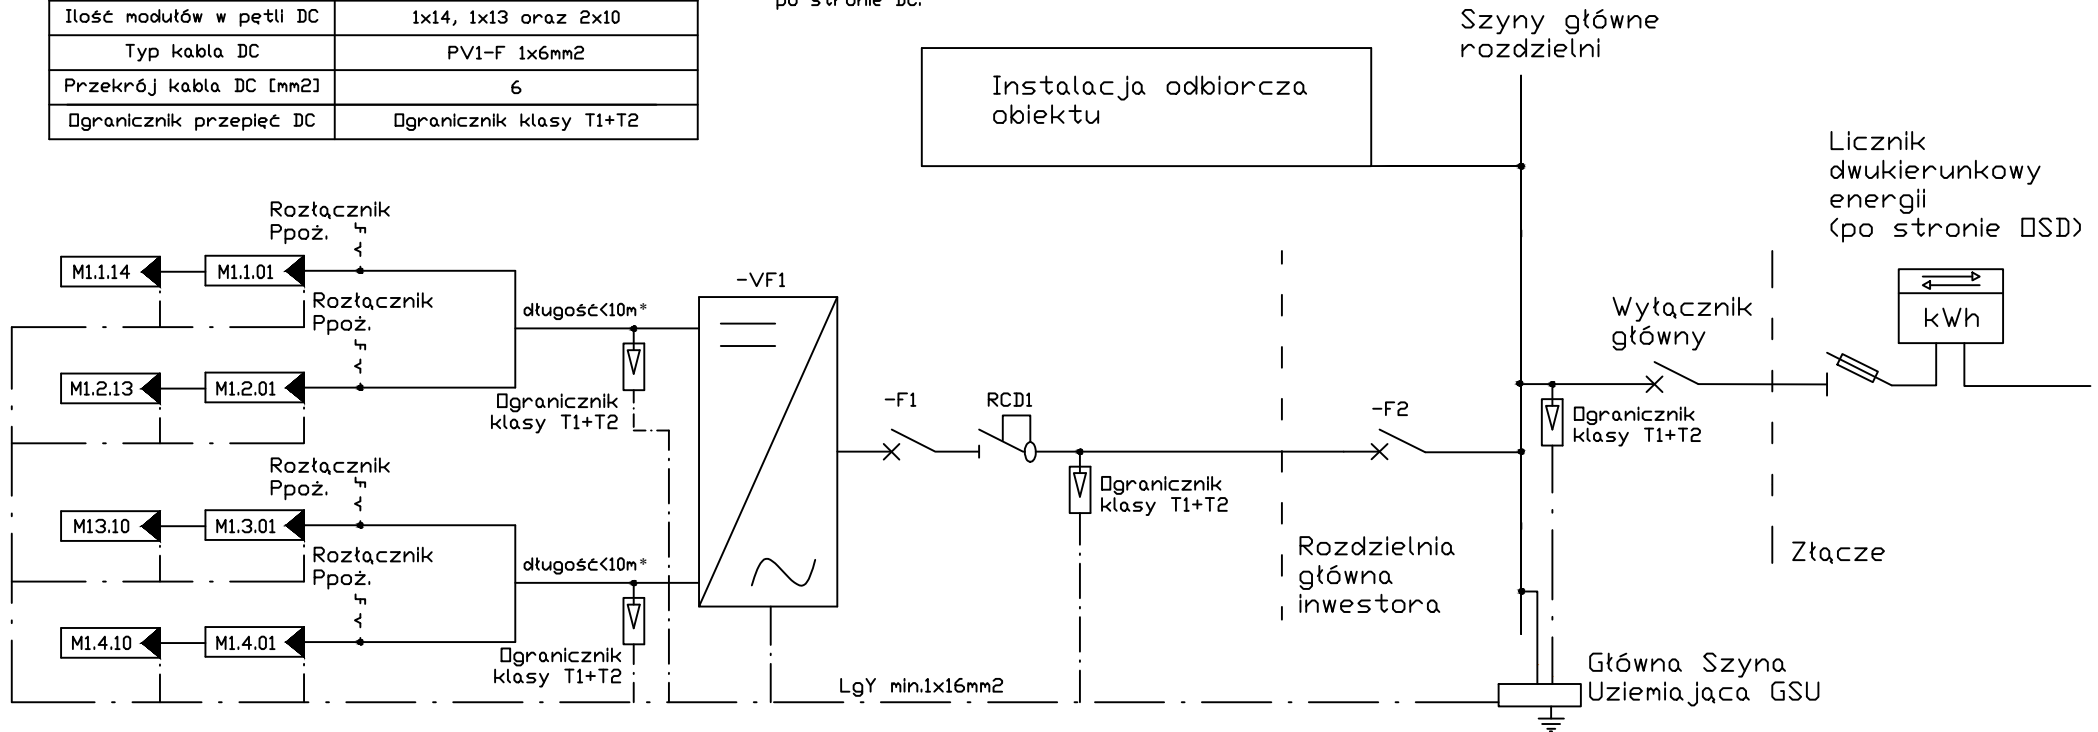 Ilość modułów w pętli DC
1x14, 1x13 oraz 2x10
Typ kabla DC
PV1-F 1x6mm2
Przekrój kabla DC [mm2]
6
Ogranicznik przepięć DC
Ogranicznik klasy T1+T2
po stronie DC.
Szyny główne
rozdzielni
Instalacja odbiorcza
obiektu
Licznik
dwukierunkowy
energii
(po stronie OSD)
kWh
Rozłącznik
Ppoż.
M1.1.14
M1.1.01
Rozłącznik
Ppoż.
M1.2.13
M1.2.01
długość<10m*
Ogranicznik
klasy T1+T2
-VF1
-F1
RCD1
Ogranicznik
klasy T1+T2
-F2
Wyłącznik
główny
Ogranicznik
klasy T1+T2
Rozłącznik
Ppoż.
M13.10
M1.3.01
Rozłącznik
Ppoż.
M1.4.10
M1.4.01
długość<10m*
Ogranicznik
klasy T1+T2
Rozdzielnia
główna
inwestora
Złącze
LgY min.1x16mm2
Główna Szyna
Uziemiająca GSU